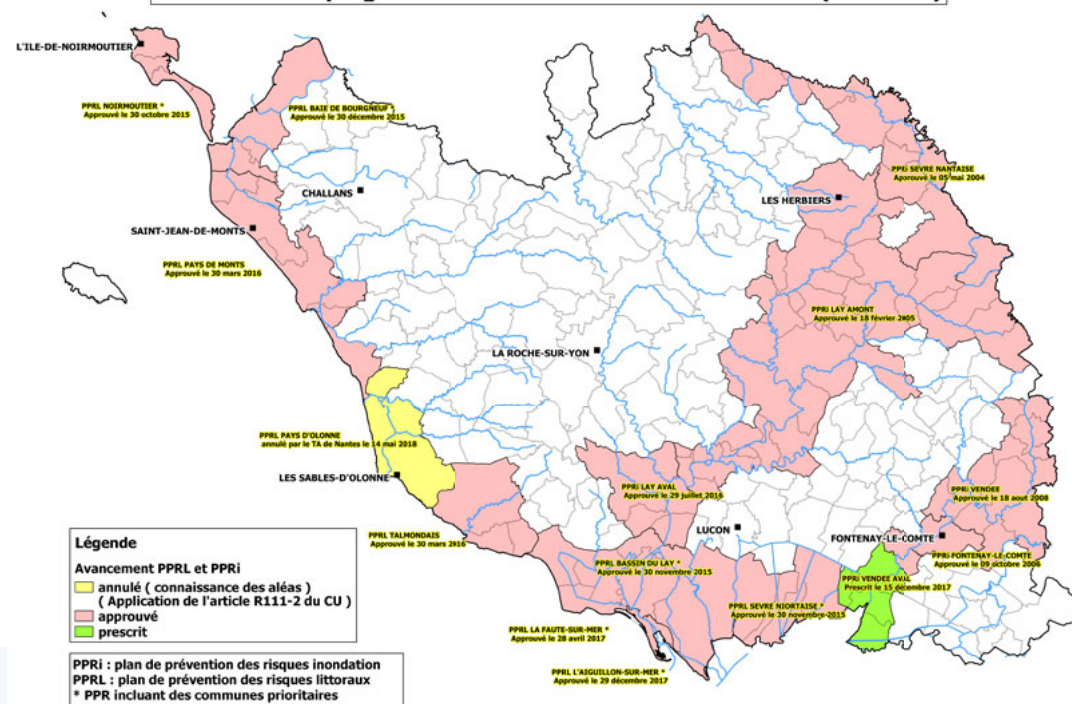 L'ILE-DE-NOIRMOUTIER
PPRL NOIRMOUTIER *
Approuvé le 30 octobre 2015
PPRL BAIE DE BOURGNEUF *
Approuvé le 30 décembre 2015
CHALLANS
PPRi SEVRE NANTAISE
Approuvé le 05 mai 2004
LES HERBIERS
SAINT-JEAN-DE-MONTS
PPRL PAYS DE MONTS
Approuvé le 30 mars 2016
PPRi LAY AMONT
Approuvé le 18 février 2005
LA ROCHE-SUR-YON
PPRL PAYS D'OLONNE
annulé par le TA de Nantes le 14 mai 2018
LES SABLES-D'OLONNE
PPRi LAY AVAL
Approuvé le 29 juillet 2016
PPRi VENDEE
Approuvé le 18 aout 2008
LUCON
FONTENAY-LE-COMTE
PPRL TALMONDAIS
Approuvé le 30 mars 2016
PPRi FONTENAY-LE-COMTE
Approuvé le 09 octobre 2006
PPRL BASSIN DU LAY *
Approuvé le 30 novembre 2015
PPRi VENDEE AVAL
Prescrit le 15 décembre 2017
PPRL SEVRE NIORTAISE *
Approuvé le 30 novembre 2015
PPRL LA FAUTE-SUR-MER *
Approuvé le 28 avril 2017
PPRL L'AIGUILLON-SUR-MER *
Approuvé le 29 décembre 2017
Légende
Avancement PPRL et PPRi
annulé ( connaissance des aléas )
( Application de l'article R111-2 du CU )
approuvé
prescrit
PPRi : plan de prévention des risques inondation
PPRL : plan de prévention des risques littoraux
* PPR incluant des communes prioritaires